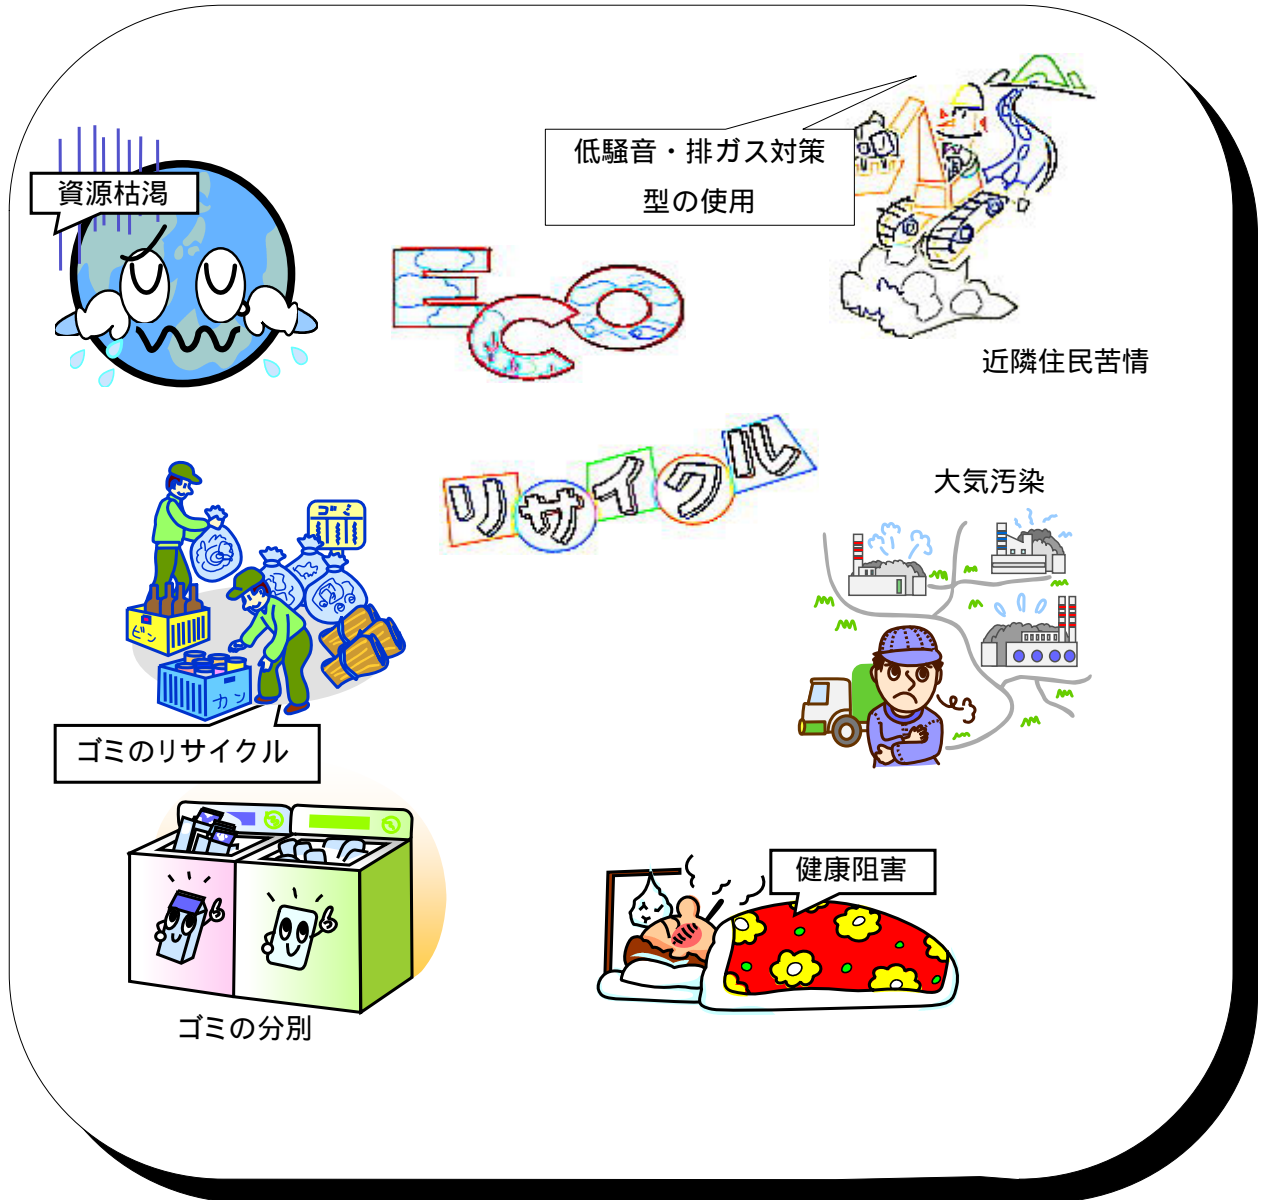 低騒音・排ガス対策
型の使用
資源枯渇
ECO
近隣住民苦情
リサイクル
大気汚染
ゴミ
ビン
カン
ゴミのリサイクル
健康阻害
ゴミの分別